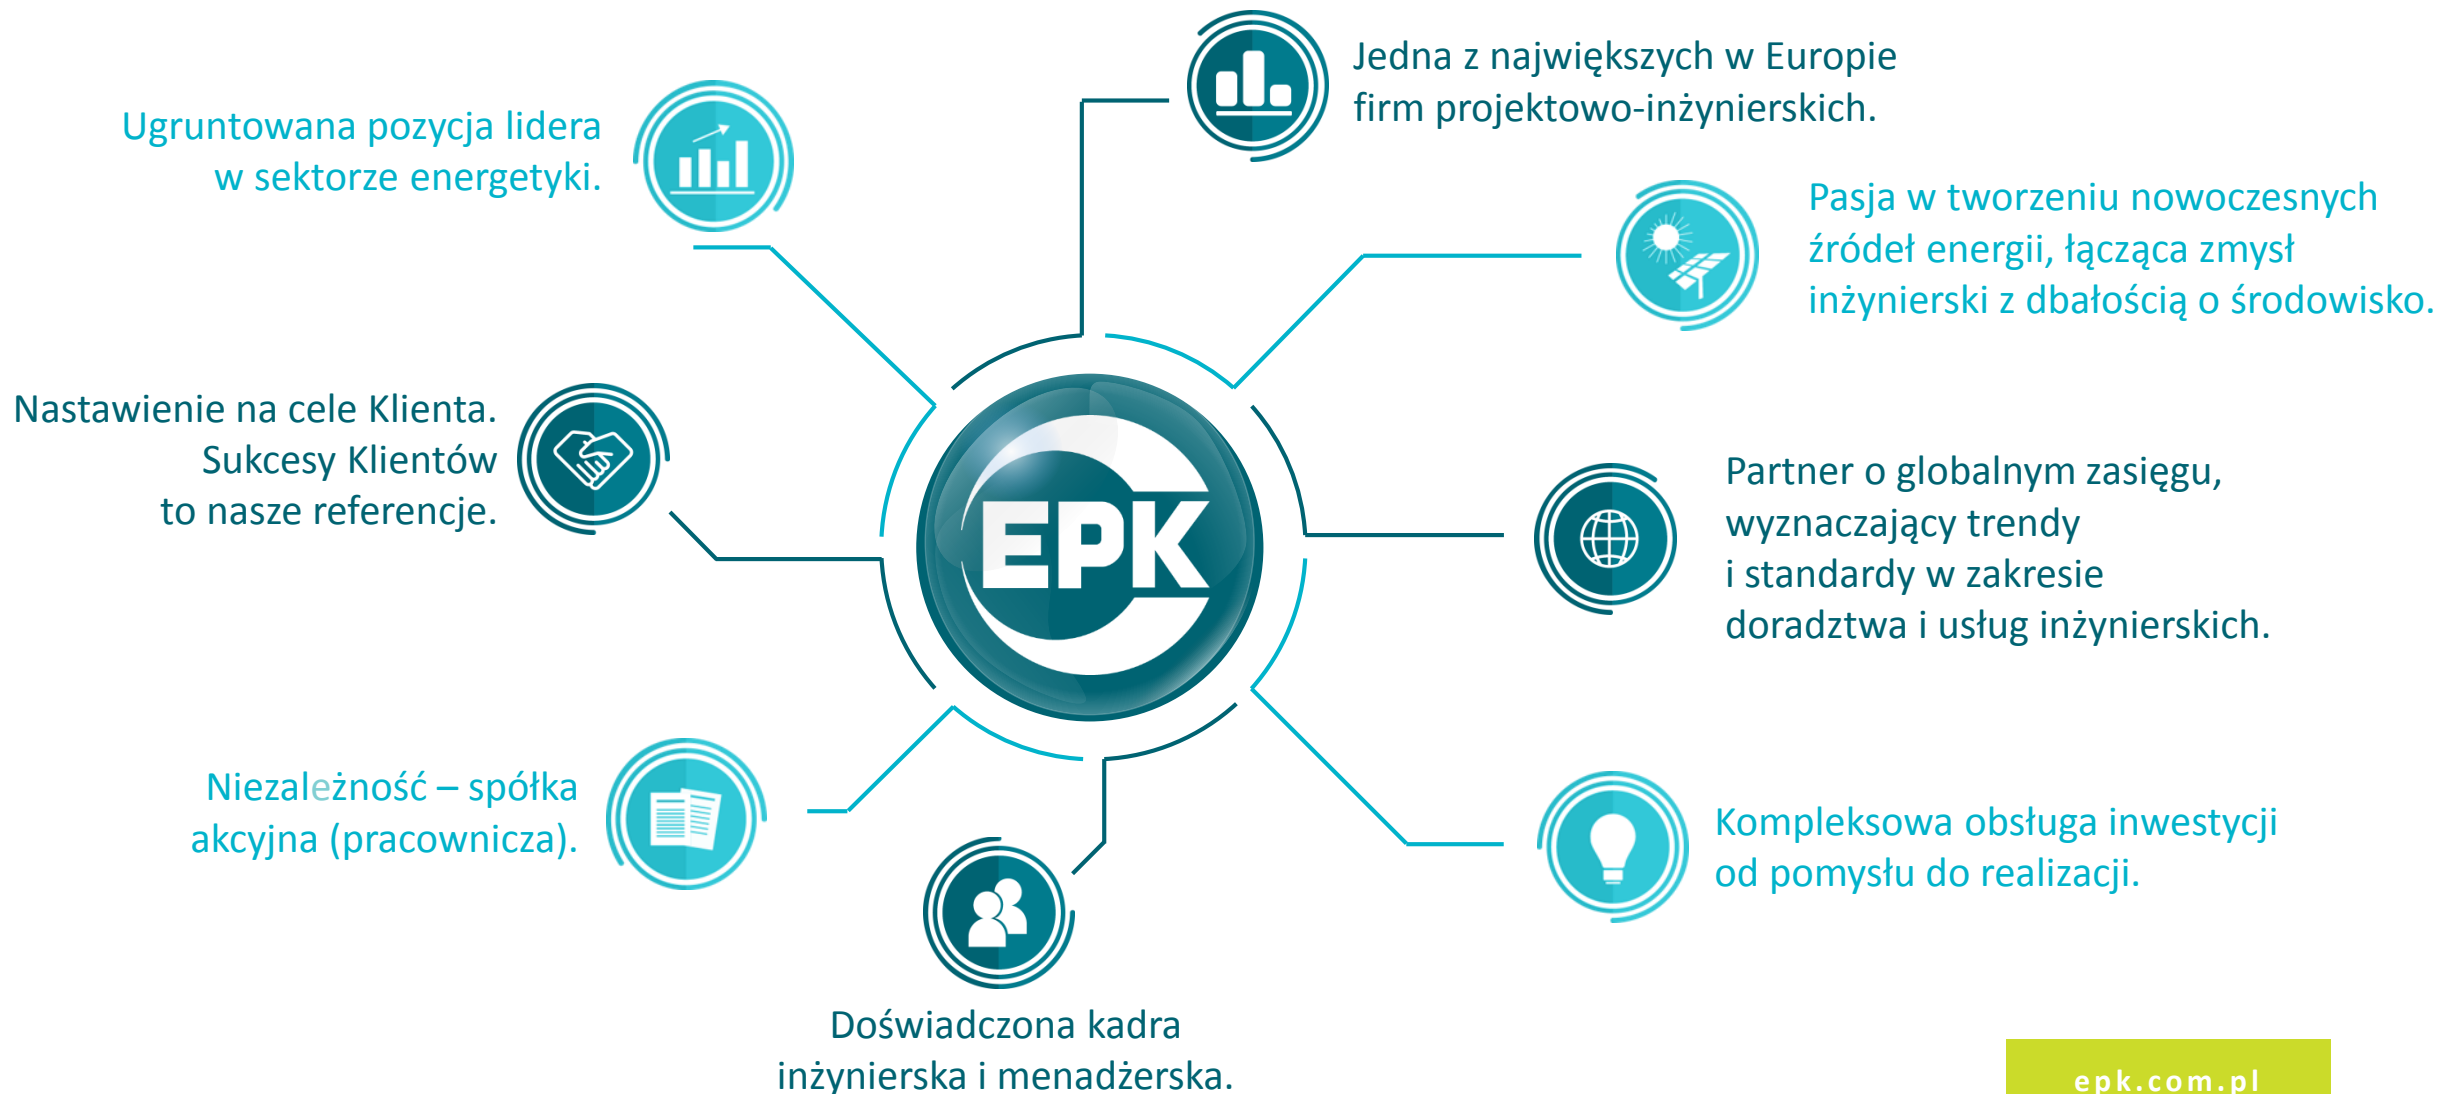 Jedna z największych w Europie
firm projektowo-inżynierskich.
Ugruntowana pozycja lidera
w sektorze energetyki.
Pasja w tworzeniu nowoczesnych
źródeł energii, łącząca zmysł
inżynierski z dbałością o środowisko.
Nastawienie na cele Klienta.
Sukcesy Klientów
to nasze referencje.
EPK
Partner o globalnym zasięgu,
wyznaczający trendy
i standardy w zakresie
doradztwa i usług inżynierskich.
Niezależność – spółka
akcyjna (pracownicza).
Kompleksowa obsługa inwestycji
od pomysłu do realizacji.
Doświadczona kadra
inżynierska i menadżerska.
epk.com.pl